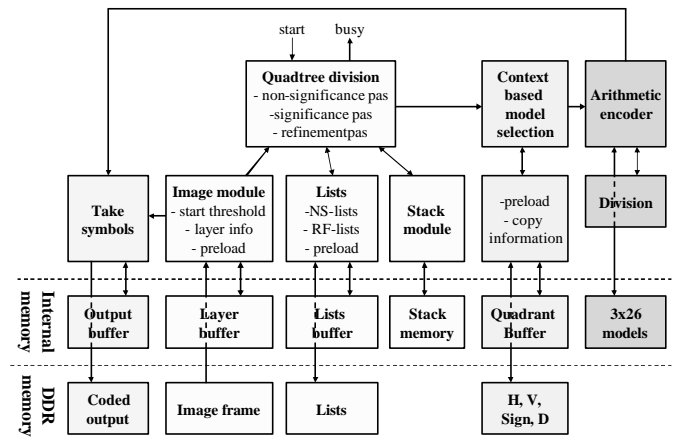 start
busy
Quadtree division
- non-significance pas
-significance pas
- refinementpas
Context
based
model
selection
Arithmetic
encoder
Take
symbols
Image module
- start threshold
- layer info
- preload
Lists
-NS-lists
- RF-lists
- preload
Stack
module
-preload
- copy
information
Division
Internal
memory
Output
buffer
Layer
buffer
Lists
buffer
Stack
memory
Quadrant
Buffer
3x26
models
DDR
memory
Coded
output
Image frame
Lists
H, V,
Sign, D